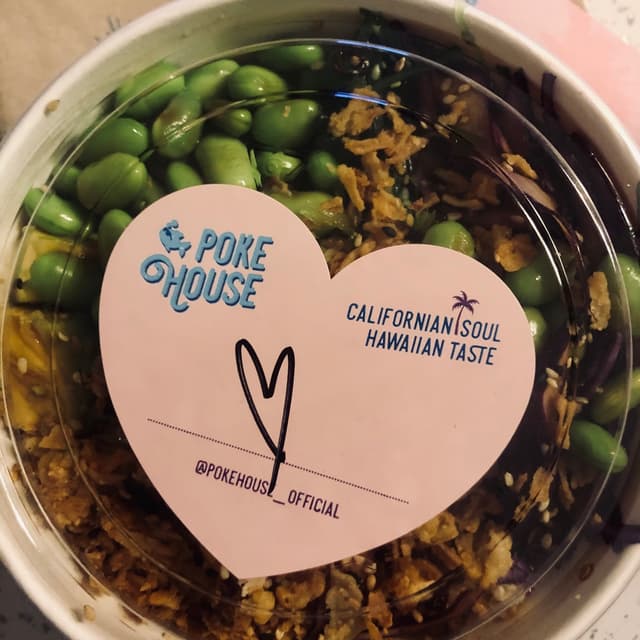 POKE
HOUSE
CALIFORNIAN SOUL
HAWAIIAN TASTE
@POKEHOUSE_OFFICIAL